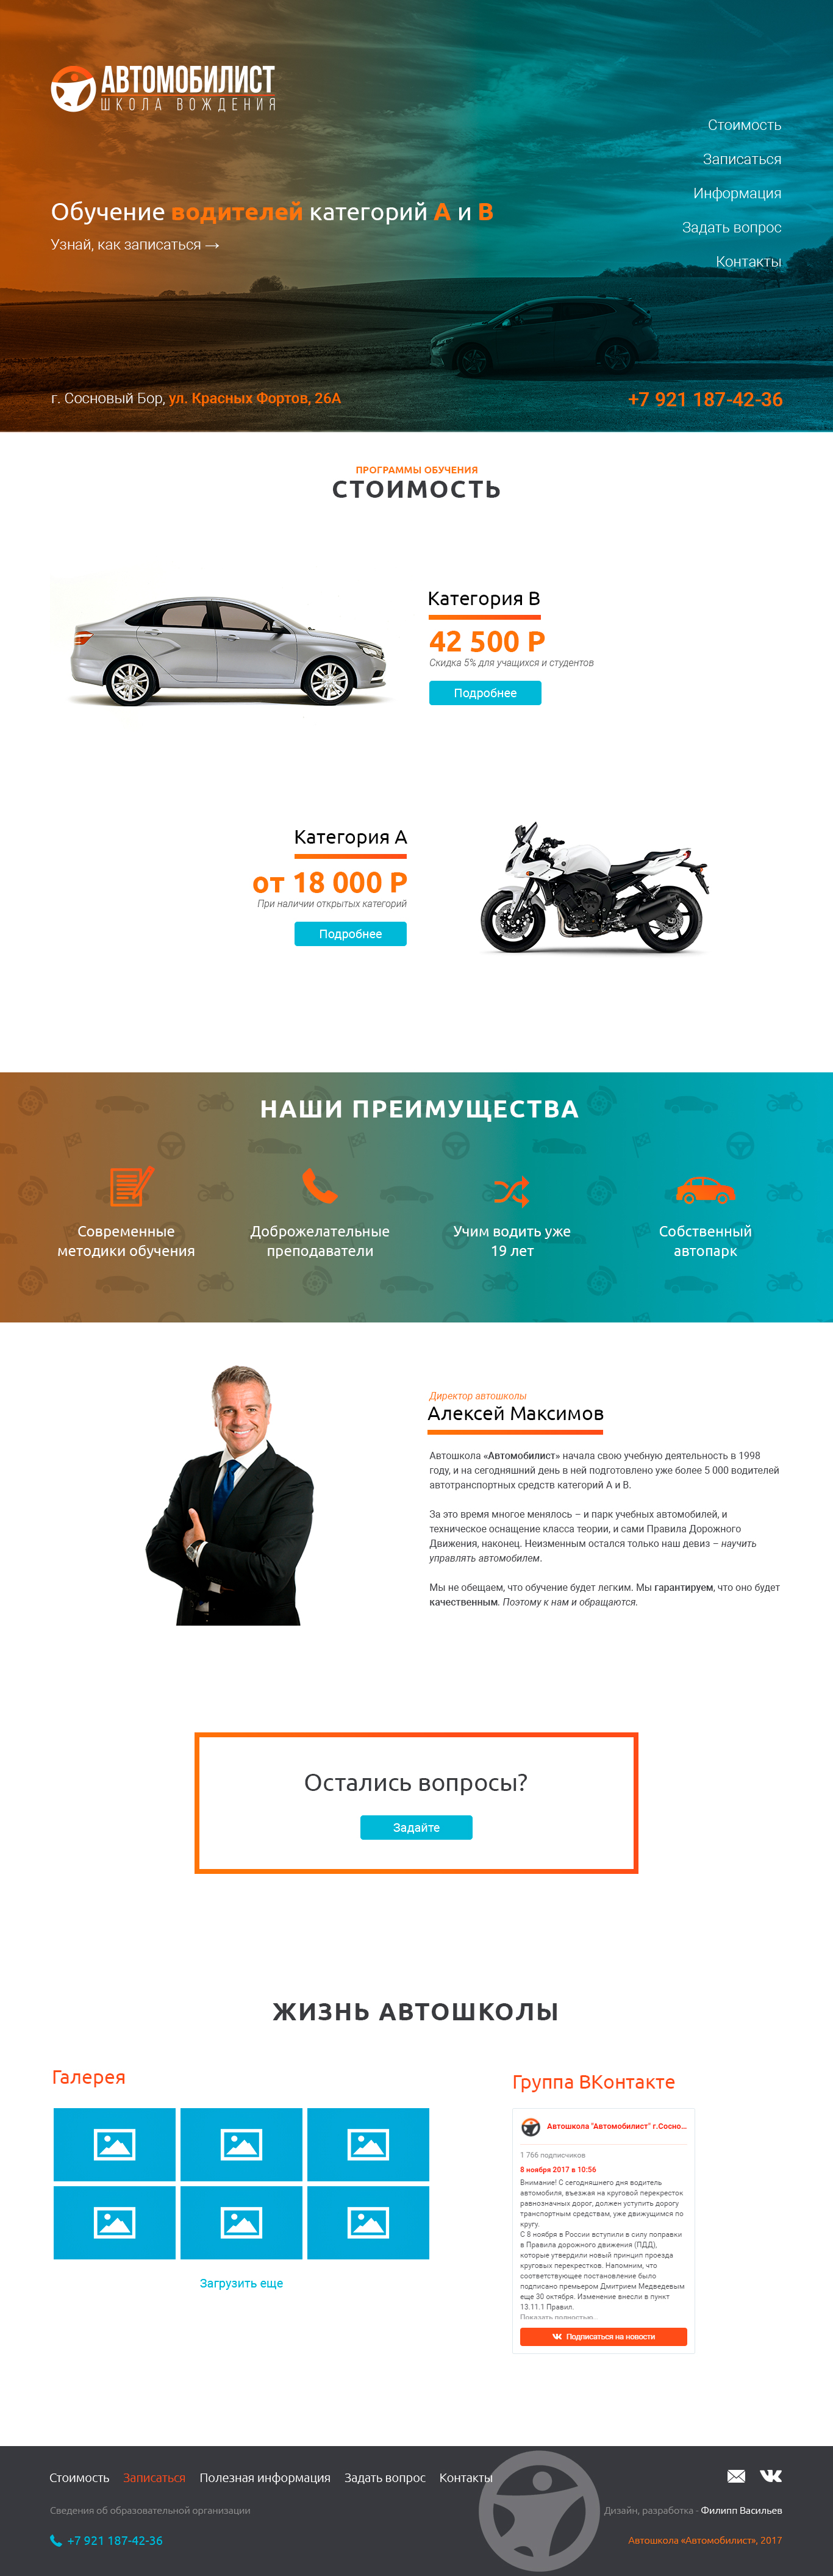 АВТОМОБИЛИСТ
ШКОЛА ВОЖДЕНИЯ
Стоимость
Записаться
Информация
Задать вопрос
Контакты
Обучение водителей категорий А и В
Узнай, как записаться →
г. Сосновый Бор, ул. Красных Фортов, 26А
+7 921 187-42-36
ПРОГРАММЫ ОБУЧЕНИЯ
СТОИМОСТЬ
Категория В
42 500 Р
Скидка 5% для учащихся и студентов
Подробнее
Категория А
от 18 000 Р
При наличии открытых категорий
Подробнее
НАШИ ПРЕИМУЩЕСТВА
Современные
методики обучения
Доброжелательные
преподаватели
Учим водить уже
19 лет
Собственный
автопарк
Директор автошколы
Алексей Максимов
Автошкола «Автомобилист» начала свою учебную деятельность в 1998
году, и на сегодняшний день в ней подготовлено уже более 5 000 водителей
автотранспортных средств категорий А и В.
За это время многое менялось – и парк учебных автомобилей, и
техническое оснащение класса теории, и сами Правила Дорожного
Движения, наконец. Неизменным остался только наш девиз – научить
управлять автомобилем.
Мы не обещаем, что обучение будет легким. Мы гарантируем, что оно будет
качественным. Поэтому к нам и обращаются.
Остались вопросы?
Задайте
ЖИЗНЬ АВТОШКОЛЫ
Галерея
Загрузить еще
Группа ВКонтакте
Автошкола "Автомобилист" г.Сосно...
1 766 подписчиков
8 ноября 2017 в 10:56
Внимание! С сегодняшнего дня водитель
автомобиля, въезжая на круговой перекресток
равнозначных дорог, должен уступить дорогу
транспортным средствам, уже движущимся по
кругу.
С 8 ноября в России вступили в силу поправки
в Правила дорожного движения (ПДД),
которые утвердили новый принцип проезда
круговых перекрестков. Напомним, что
соответствующее постановление было
подписано премьером Дмитрием Медведевым
еще 30 октября. Изменение внесли в пункт
13.11.1 Правил.
Показать полностью...
Подписаться на новости
Стоимость Записаться Полезная информация Задать вопрос Контакты
Сведения об образовательной организации
Дизайн, разработка - Филипп Васильев
+7 921 187-42-36
Автошкола «Автомобилист», 2017